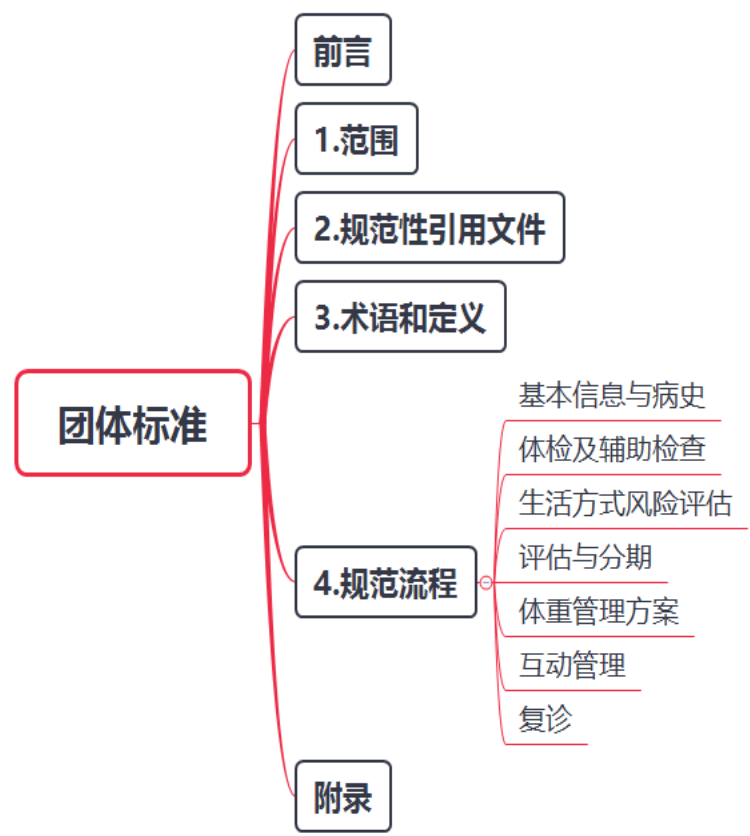 前言
1.范围
2.规范性引用文件
3.术语和定义
团体标准
4.规范流程
基本信息与病史
体检及辅助检查
生活方式风险评估
评估与分期
体重管理方案
互动管理
复诊
附录